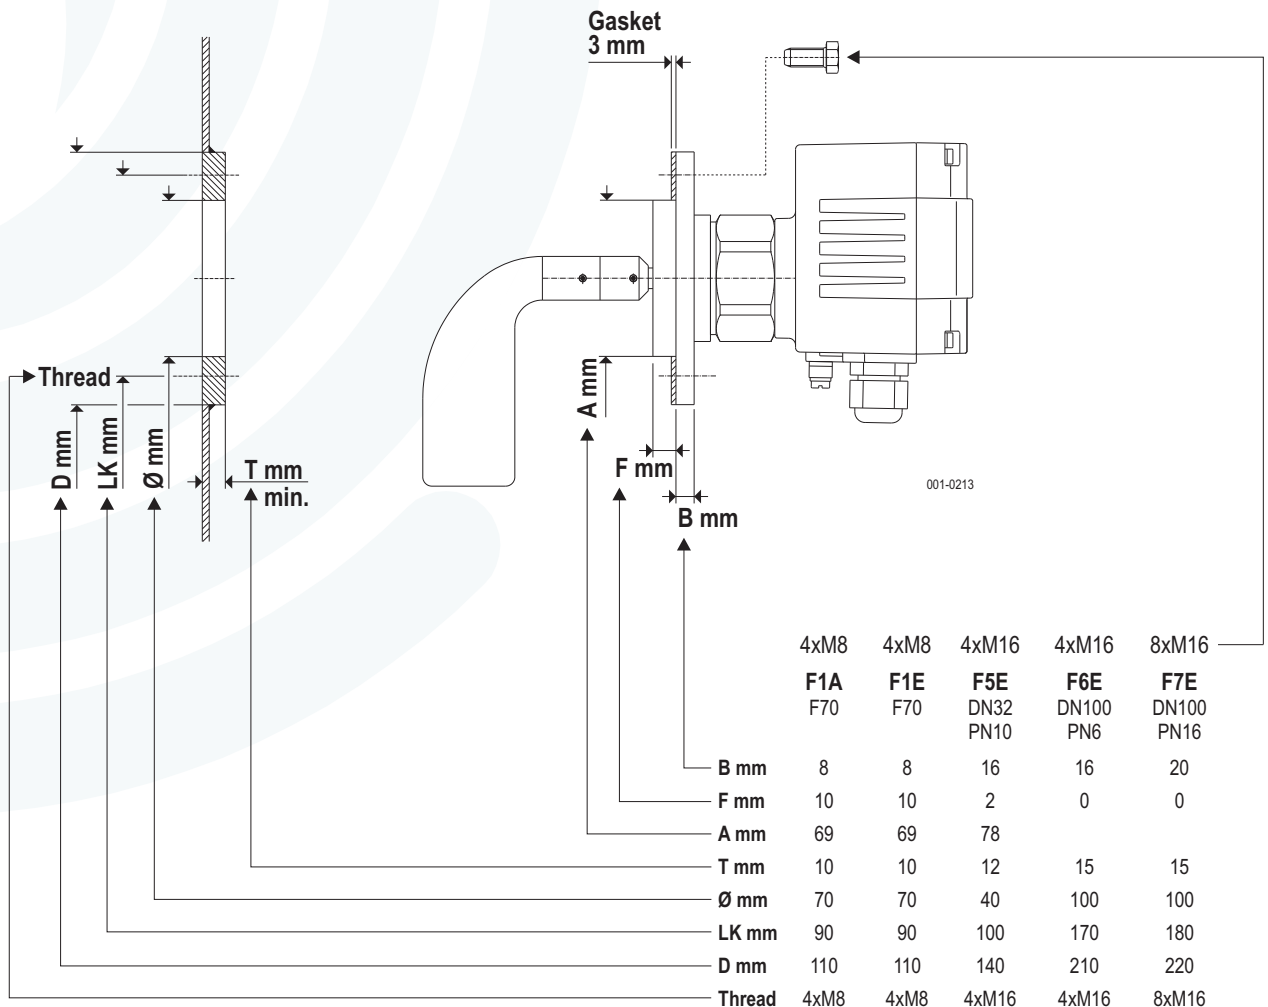 Gasket
3 mm
Thread
D mm
LK mm
Ø mm
T mm
min.
A mm
F mm
B mm
001-0213
4xM8 4xM8 4xM16 4xM16 8xM16
F1A F1E F5E F6E F7E
F70 F70 DN32 DN100 DN100
PN10 PN6 PN16
B mm 8 8 16 16 20
F mm 10 10 2 0 0
A mm 69 69 78
T mm 10 10 12 15 15
Ø mm 70 70 40 100 100
LK mm 90 90 100 170 180
D mm 110 110 140 210 220
Thread 4xM8 4xM8 4xM16 4xM16 8xM16